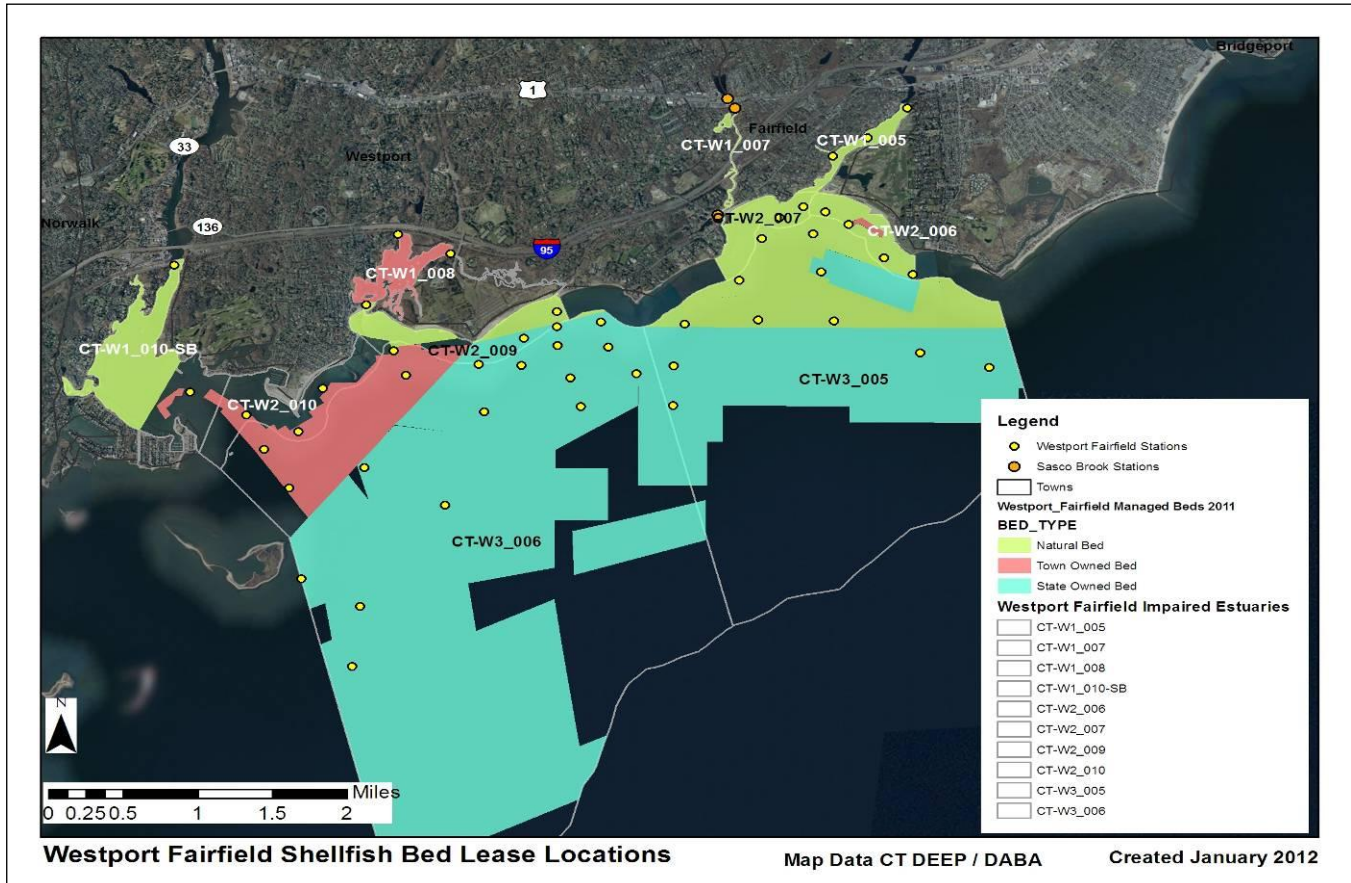 Bridgeport
1
33
Fairfield
CT-W1_007
CT-W1_005
Westport
Norwalk
136
CT-W2_007
CT-W2_006
95
CT-W1_008
CT-W1_010-SB
CT-W2_009
CT-W3_005
CT-W2_010
CT-W3_006
Legend
Westport Fairfield Stations
Sasco Brook Stations
Towns
Westport_Fairfield Managed Beds 2011
BED_TYPE
Natural Bed
Town Owned Bed
State Owned Bed
Westport Fairfield Impaired Estuaries
CT-W1_005
CT-W1_007
CT-W1_008
CT-W1_010-SB
CT-W2_006
CT-W2_007
CT-W2_009
CT-W2_010
CT-W3_005
CT-W3_006
N
Miles
0 0.25 0.5 1 1.5 2
Westport Fairfield Shellfish Bed Lease Locations
Map Data CT DEEP / DABA
Created January 2012